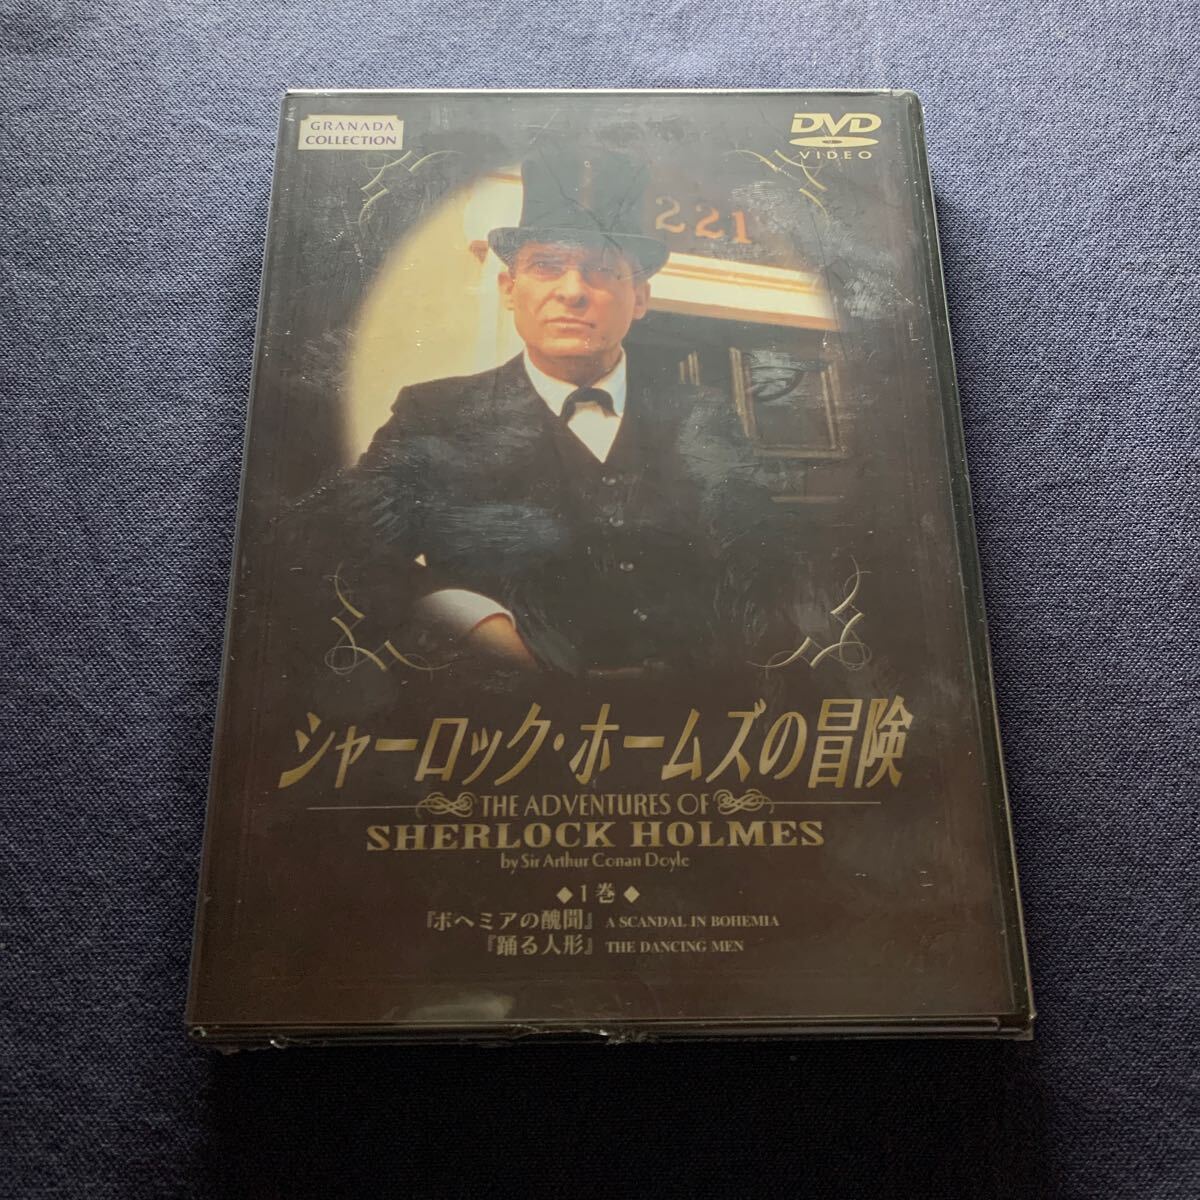 GRANADA
COLLECTION
DVD
VIDEO
221
シャーロック・ホームズの冒険
THE ADVENTURES OF
SHERLOCK HOLMES
by Sir Arthur Conan Doyle
◆1巻◆
『ボヘミアの醜聞』 A SCANDAL IN BOHEMIA
『踊る人形』 THE DANCING MEN